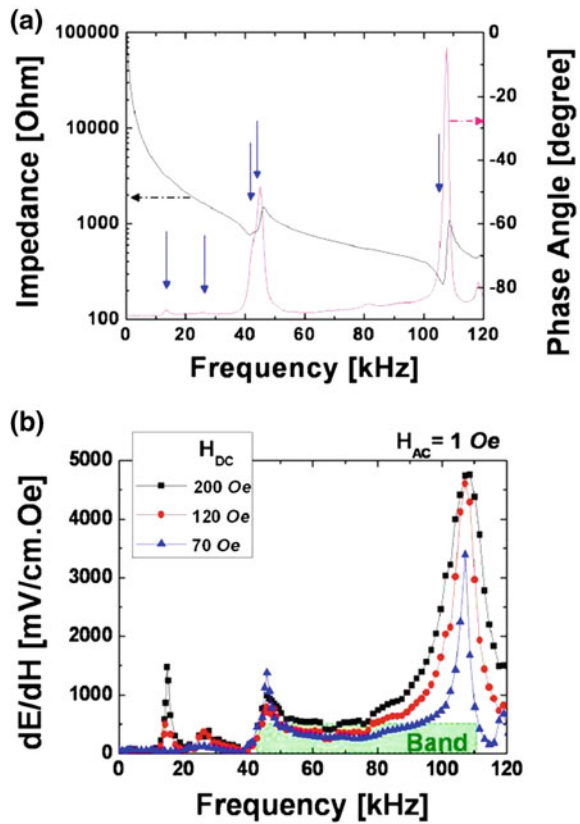 (a)
100000
10000
1000
100
Impedance [Ohm]
0
-20
-40
-60
-80
Phase Angle [degree]
0 20 40 60 80 100 120
Frequency [kHz]
(b)
H_DC
200 Oe
120 Oe
70 Oe
H_AC = 1 Oe
5000
4000
3000
2000
1000
0
dE/dH [mV/cm.Oe]
Band
0 20 40 60 80 100 120
Frequency [kHz]